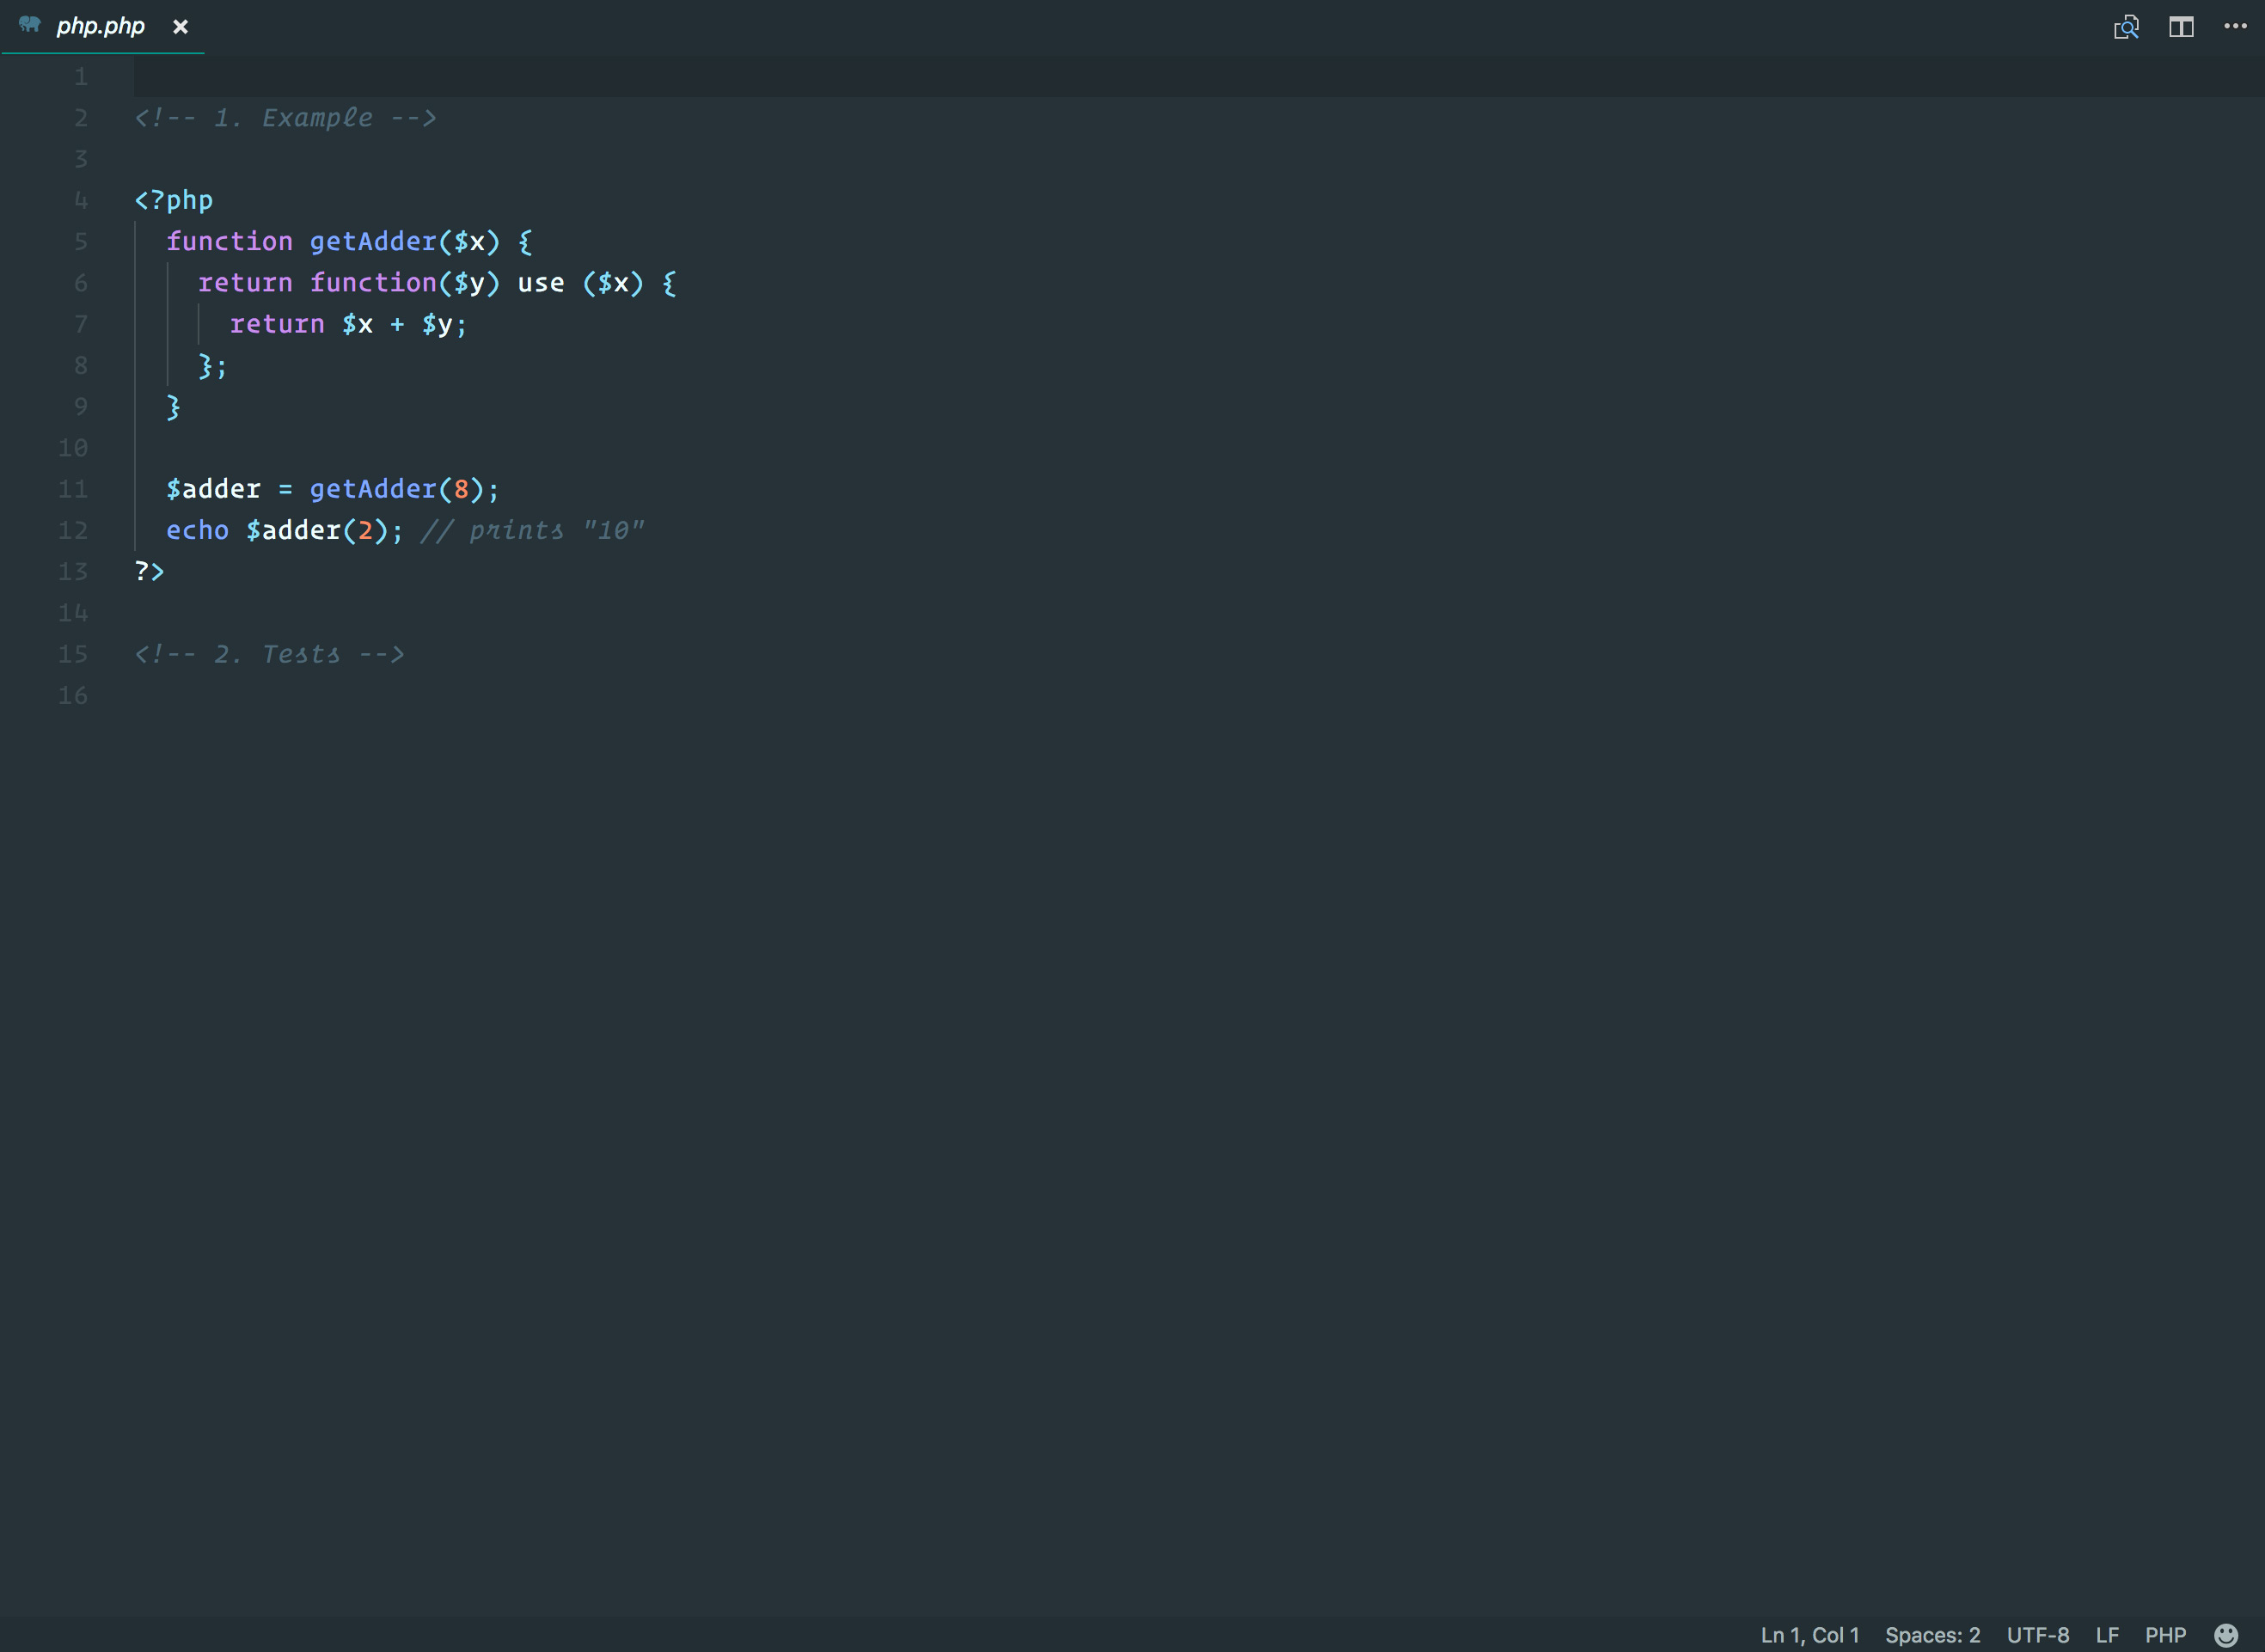 php.php
1
2 <!-- 1. Example -->
3
4 <?php
5   function getAdder($x) {
6     return function($y) use ($x) {
7       return $x + $y;
8     };
9   }
10
11   $adder = getAdder(8);
12   echo $adder(2); // prints "10"
13 ?>
14
15 <!-- 2. Tests -->
16
Ln 1, Col 1 Spaces: 2 UTF-8 LF PHP